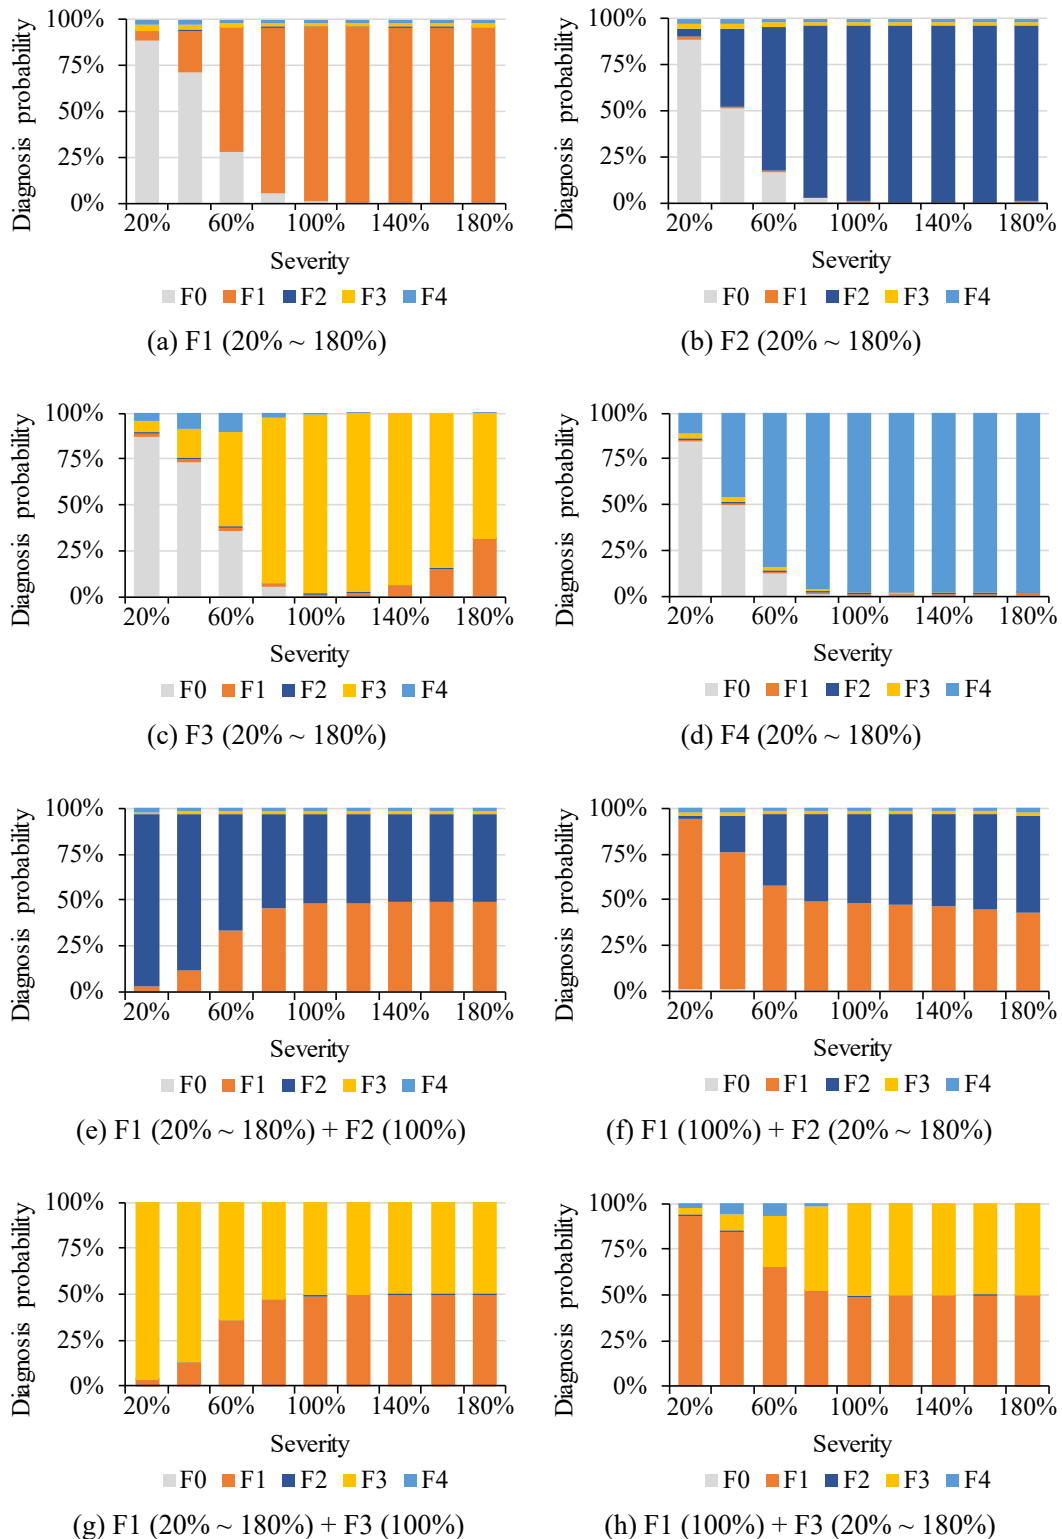 Diagnosis probability
100%
75%
50%
25%
0%
20% 60% 100% 140% 180%
Severity
F0 F1 F2 F3 F4
(a) F1 (20% ~ 180%)
Diagnosis probability
100%
75%
50%
25%
0%
20% 60% 100% 140% 180%
Severity
F0 F1 F2 F3 F4
(b) F2 (20% ~ 180%)
Diagnosis probability
100%
75%
50%
25%
0%
20% 60% 100% 140% 180%
Severity
F0 F1 F2 F3 F4
(c) F3 (20% ~ 180%)
Diagnosis probability
100%
75%
50%
25%
0%
20% 60% 100% 140% 180%
Severity
F0 F1 F2 F3 F4
(d) F4 (20% ~ 180%)
Diagnosis probability
100%
75%
50%
25%
0%
20% 60% 100% 140% 180%
Severity
F0 F1 F2 F3 F4
(e) F1 (20% ~ 180%) + F2 (100%)
Diagnosis probability
100%
75%
50%
25%
0%
20% 60% 100% 140% 180%
Severity
F0 F1 F2 F3 F4
(f) F1 (100%) + F2 (20% ~ 180%)
Diagnosis probability
100%
75%
50%
25%
0%
20% 60% 100% 140% 180%
Severity
F0 F1 F2 F3 F4
(g) F1 (20% ~ 180%) + F3 (100%)
Diagnosis probability
100%
75%
50%
25%
0%
20% 60% 100% 140% 180%
Severity
F0 F1 F2 F3 F4
(h) F1 (100%) + F3 (20% ~ 180%)